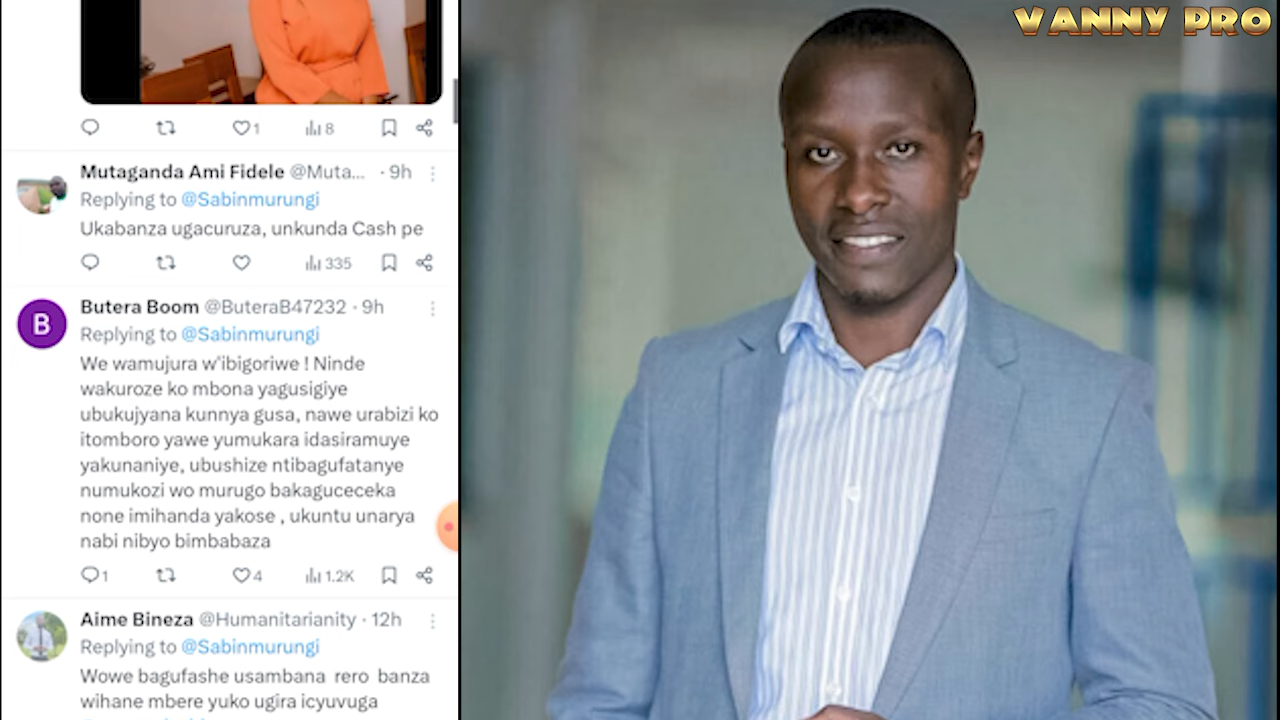 VANNY PRO
1
8
Mutaganda Ami Fidele @Muta... · 9h
Replying to @Sabinmurungi
Ukabanza ugacuruza, unkunda Cash pe
335
B
Butera Boom @ButeraB47232 · 9h
Replying to @Sabinmurungi
We wamujura w'ibigoriwe ! Ninde
wakuroze ko mbona yagusigiye
ubukujyana kunnya gusa, nawe urabizi ko
itomboro yawe yumukara idasiramuye
yakunaniye, ubushize ntibagufatanye
numukozi wo murugo bakaguceceka
none imihanda yakose , ukuntu unarya
nabi nibyo bimbabaza
1
4
1.2K
Aime Bineza @Humanitarianity · 12h
Replying to @Sabinmurungi
Wowe bagufashe usambana rero banza
wihane mbere yuko ugira icyuvuga